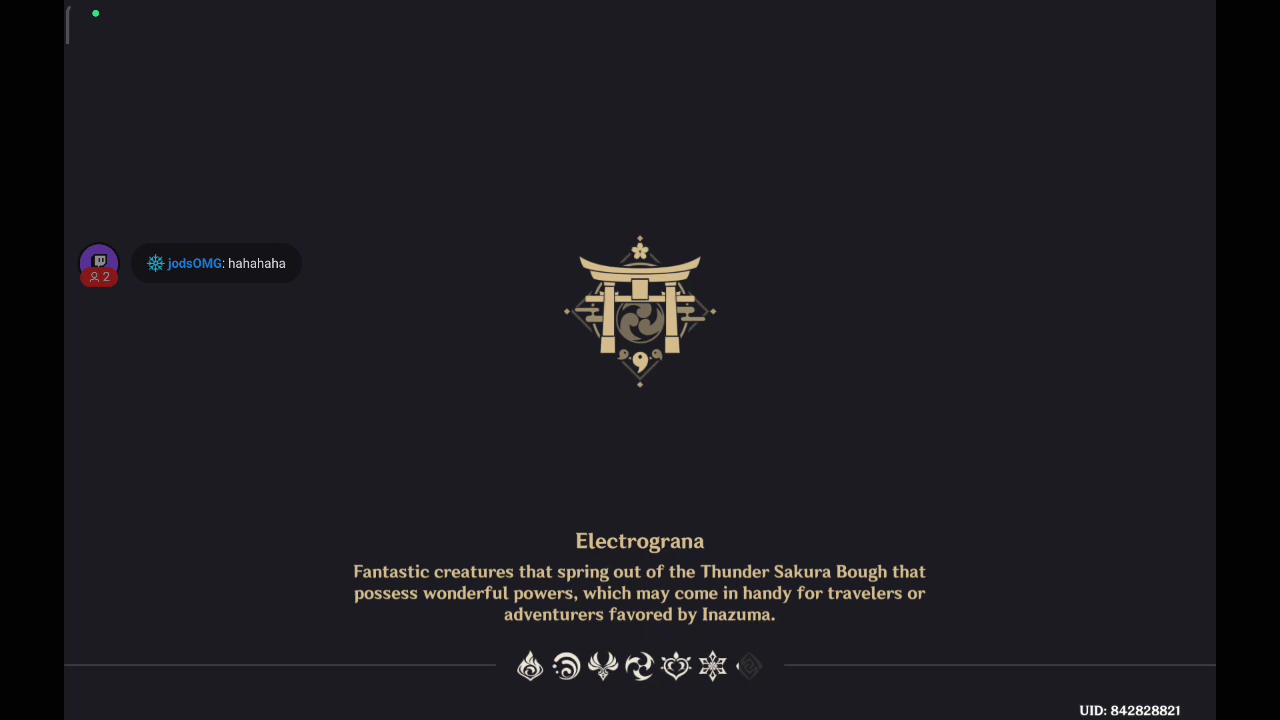 jodsOMG: hahahaha
2
Electrograna
Fantastic creatures that spring out of the Thunder Sakura Bough that
possess wonderful powers, which may come in handy for travelers or
adventurers favored by Inazuma.
UID: 842828821